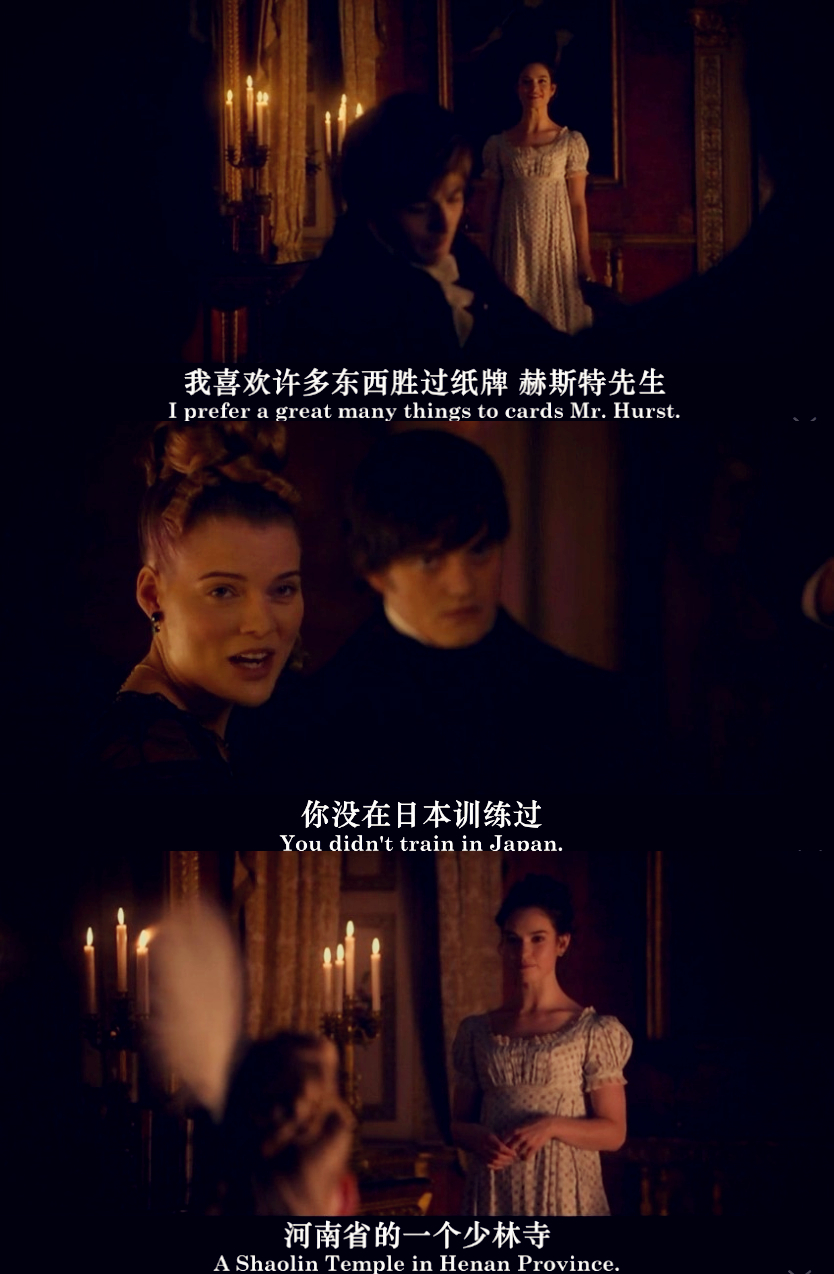 我喜欢许多东西胜过纸牌 赫斯特先生
I prefer a great many things to cards Mr. Hurst.
你没在日本训练过
You didn't train in Japan.
河南省的一个少林寺
A Shaolin Temple in Henan Province.